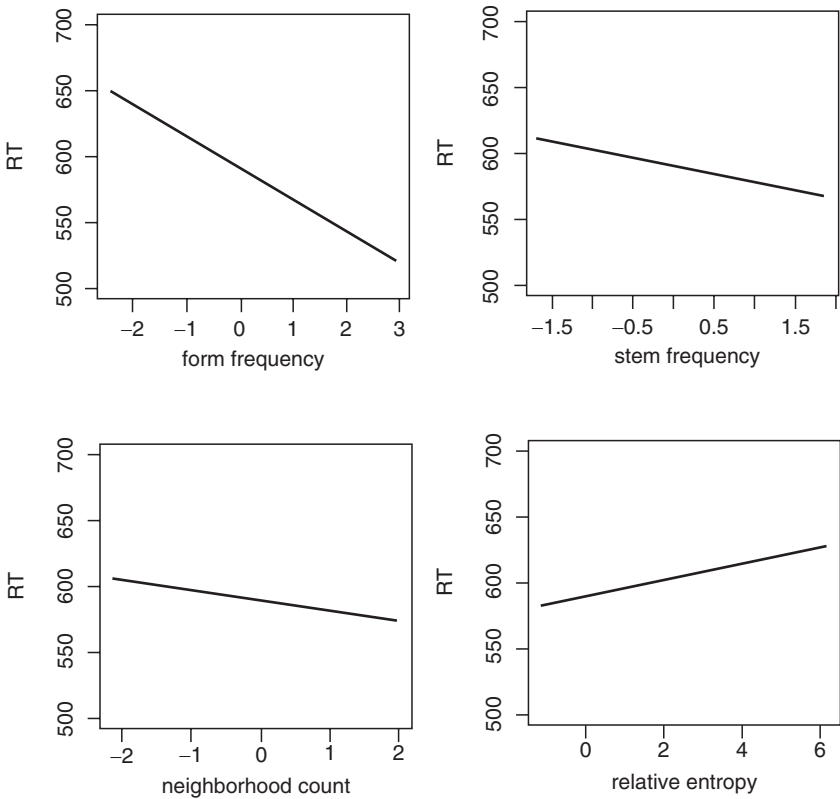 700
650
600
550
500
RT
−2 −1 0 1 2 3
form frequency
700
650
600
550
500
RT
−1.5 −0.5 0.5 1.5
stem frequency
700
650
600
550
500
RT
−2 −1 0 1 2
neighborhood count
700
650
600
550
500
RT
0 2 4 6
relative entropy